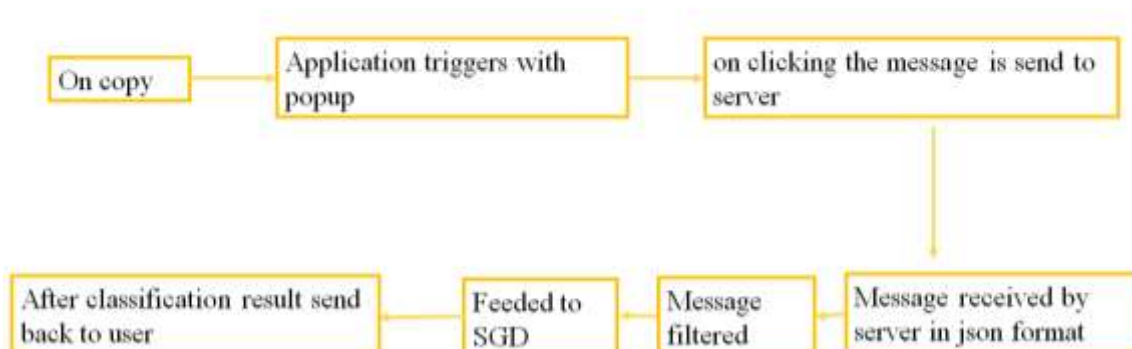 On copy
Application triggers with
popup
on clicking the message is send to
server
Message received by
server in json format
Message
filtered
Feeded to
SGD
After classification result send
back to user